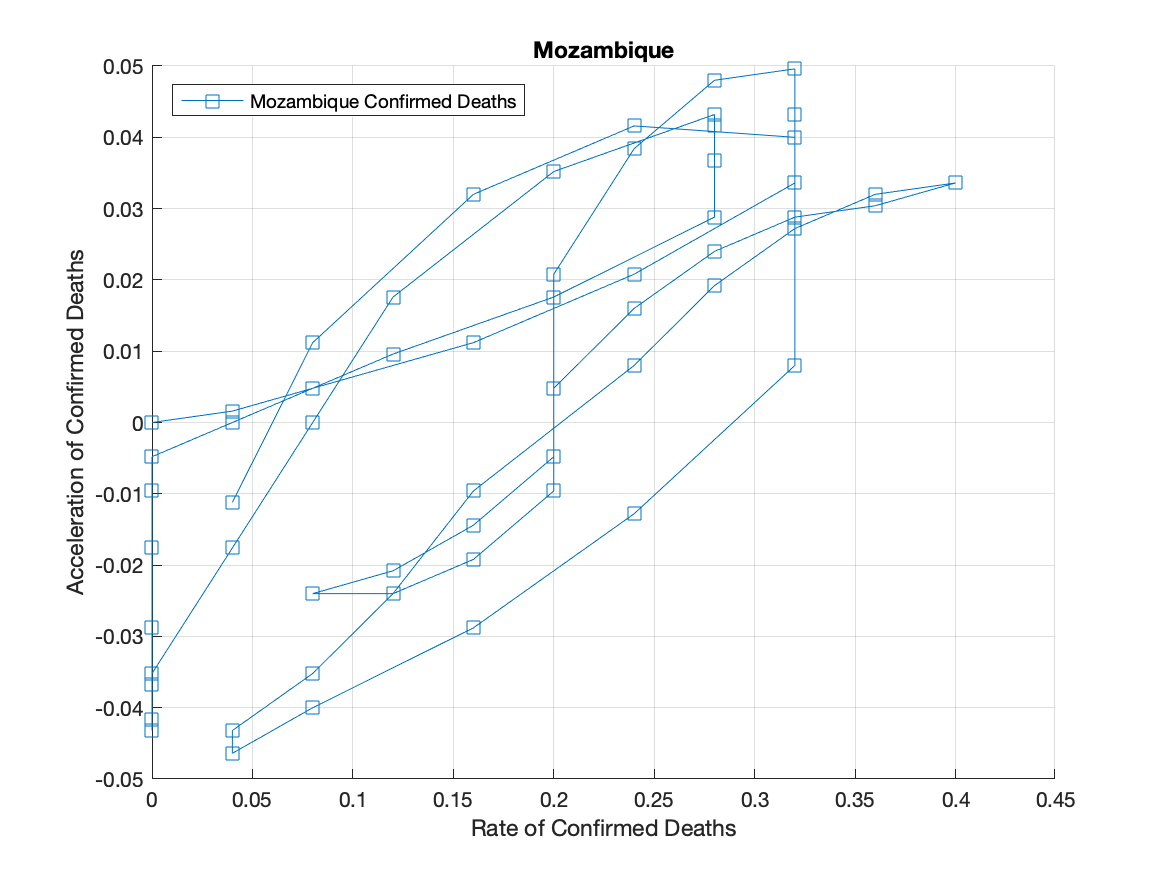 Mozambique
Mozambique Confirmed Deaths
Acceleration of Confirmed Deaths
0.05
0.04
0.03
0.02
0.01
0
-0.01
-0.02
-0.03
-0.04
-0.05
0 0.05 0.1 0.15 0.2 0.25 0.3 0.35 0.4 0.45
Rate of Confirmed Deaths